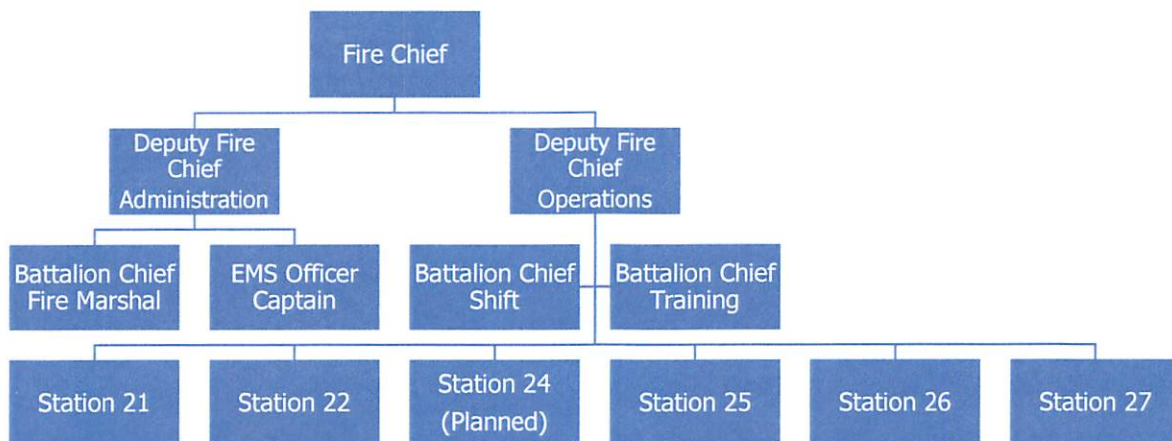 Fire Chief
Deputy Fire
Chief
Administration
Deputy Fire
Chief
Operations
Battalion Chief
Fire Marshal
EMS Officer
Captain
Battalion Chief
Shift
Battalion Chief
Training
Station 21
Station 22
Station 24
(Planned)
Station 25
Station 26
Station 27